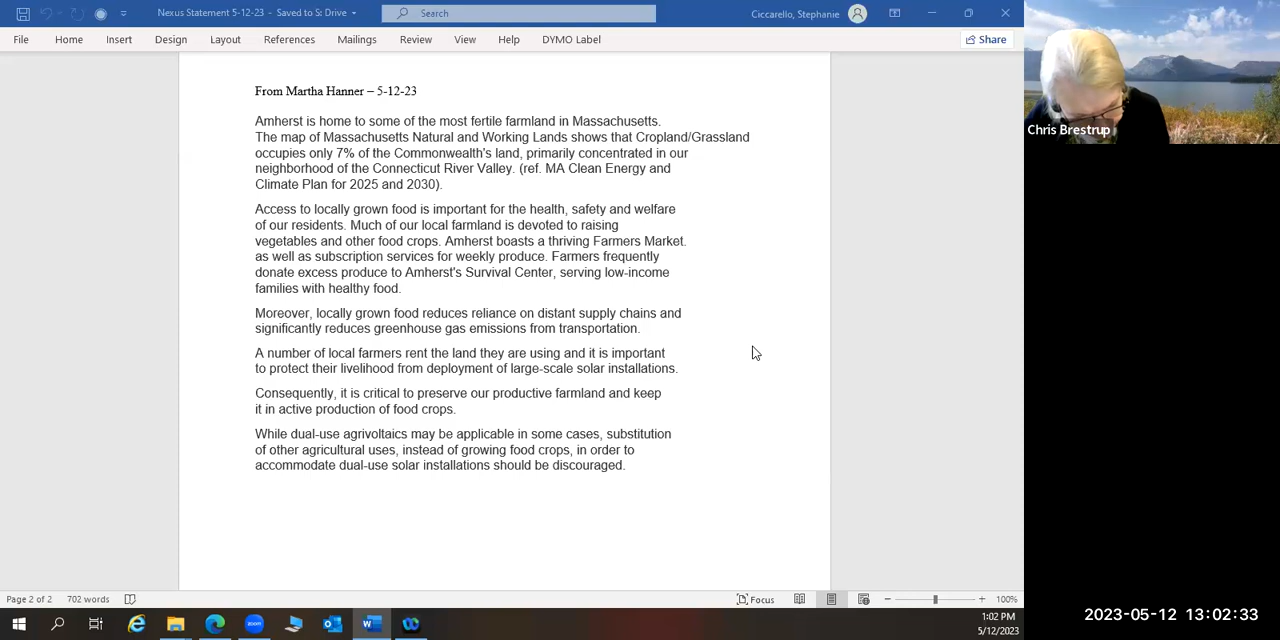 Nexus Statement 5-12-23 - Saved to S: Drive
Search
Ciccarello, Stephanie
File Home Insert Design Layout References Mailings Review View Help DYMO Label Share
From Martha Hanner – 5-12-23
Amherst is home to some of the most fertile farmland in Massachusetts.
The map of Massachusetts Natural and Working Lands shows that Cropland/Grassland
occupies only 7% of the Commonwealth's land, primarily concentrated in our
neighborhood of the Connecticut River Valley. (ref. MA Clean Energy and
Climate Plan for 2025 and 2030).
Access to locally grown food is important for the health, safety and welfare
of our residents. Much of our local farmland is devoted to raising
vegetables and other food crops. Amherst boasts a thriving Farmers Market.
as well as subscription services for weekly produce. Farmers frequently
donate excess produce to Amherst's Survival Center, serving low-income
families with healthy food.
Moreover, locally grown food reduces reliance on distant supply chains and
significantly reduces greenhouse gas emissions from transportation.
A number of local farmers rent the land they are using and it is important
to protect their livelihood from deployment of large-scale solar installations.
Consequently, it is critical to preserve our productive farmland and keep
it in active production of food crops.
While dual-use agrivoltaics may be applicable in some cases, substitution
of other agricultural uses, instead of growing food crops, in order to
accommodate dual-use solar installations should be discouraged.
Page 2 of 2 702 words Focus 100%
zoom
1:02 PM
5/12/2023
Chris Brestrup
2023-05-12 13:02:33